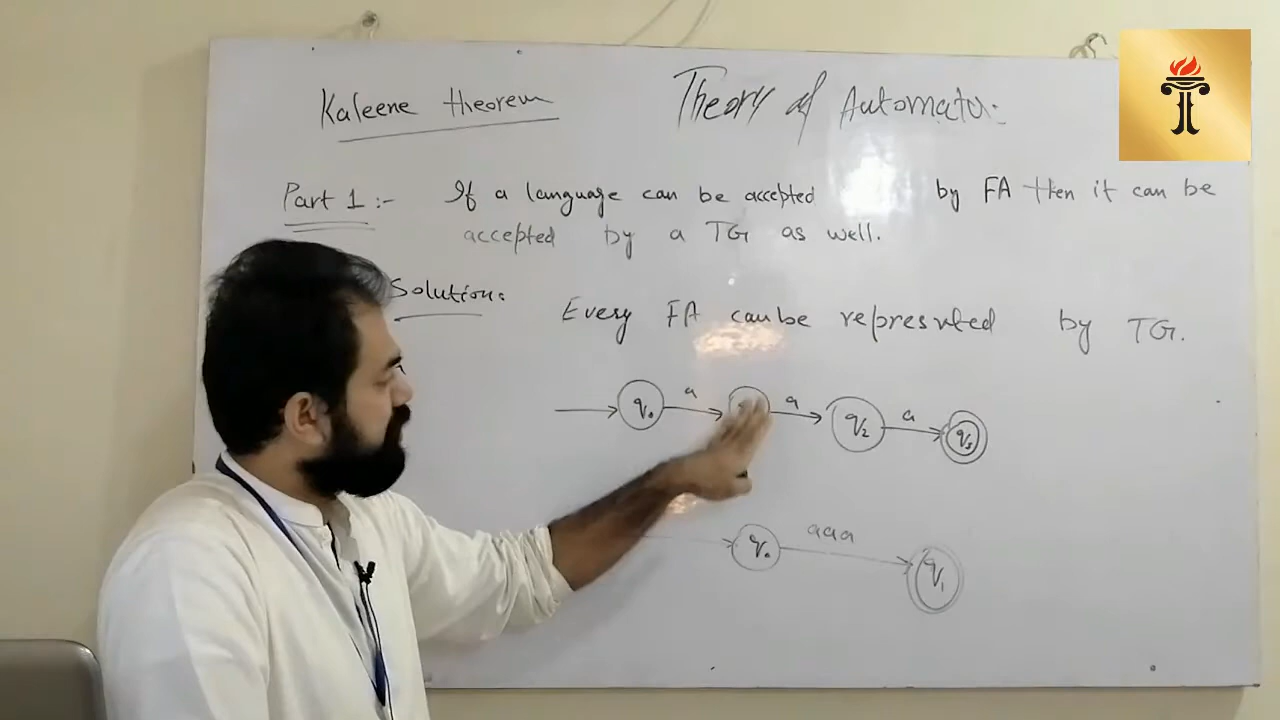 Kaleene theorem
Theory of Automata:
Part 1:- If a language can be accepted by FA then it can be
accepted by a TG as well.
Solution:
Every FA can be represnted by TG.
q₀ a a q₂ a q₃
q₀ aaa q₁